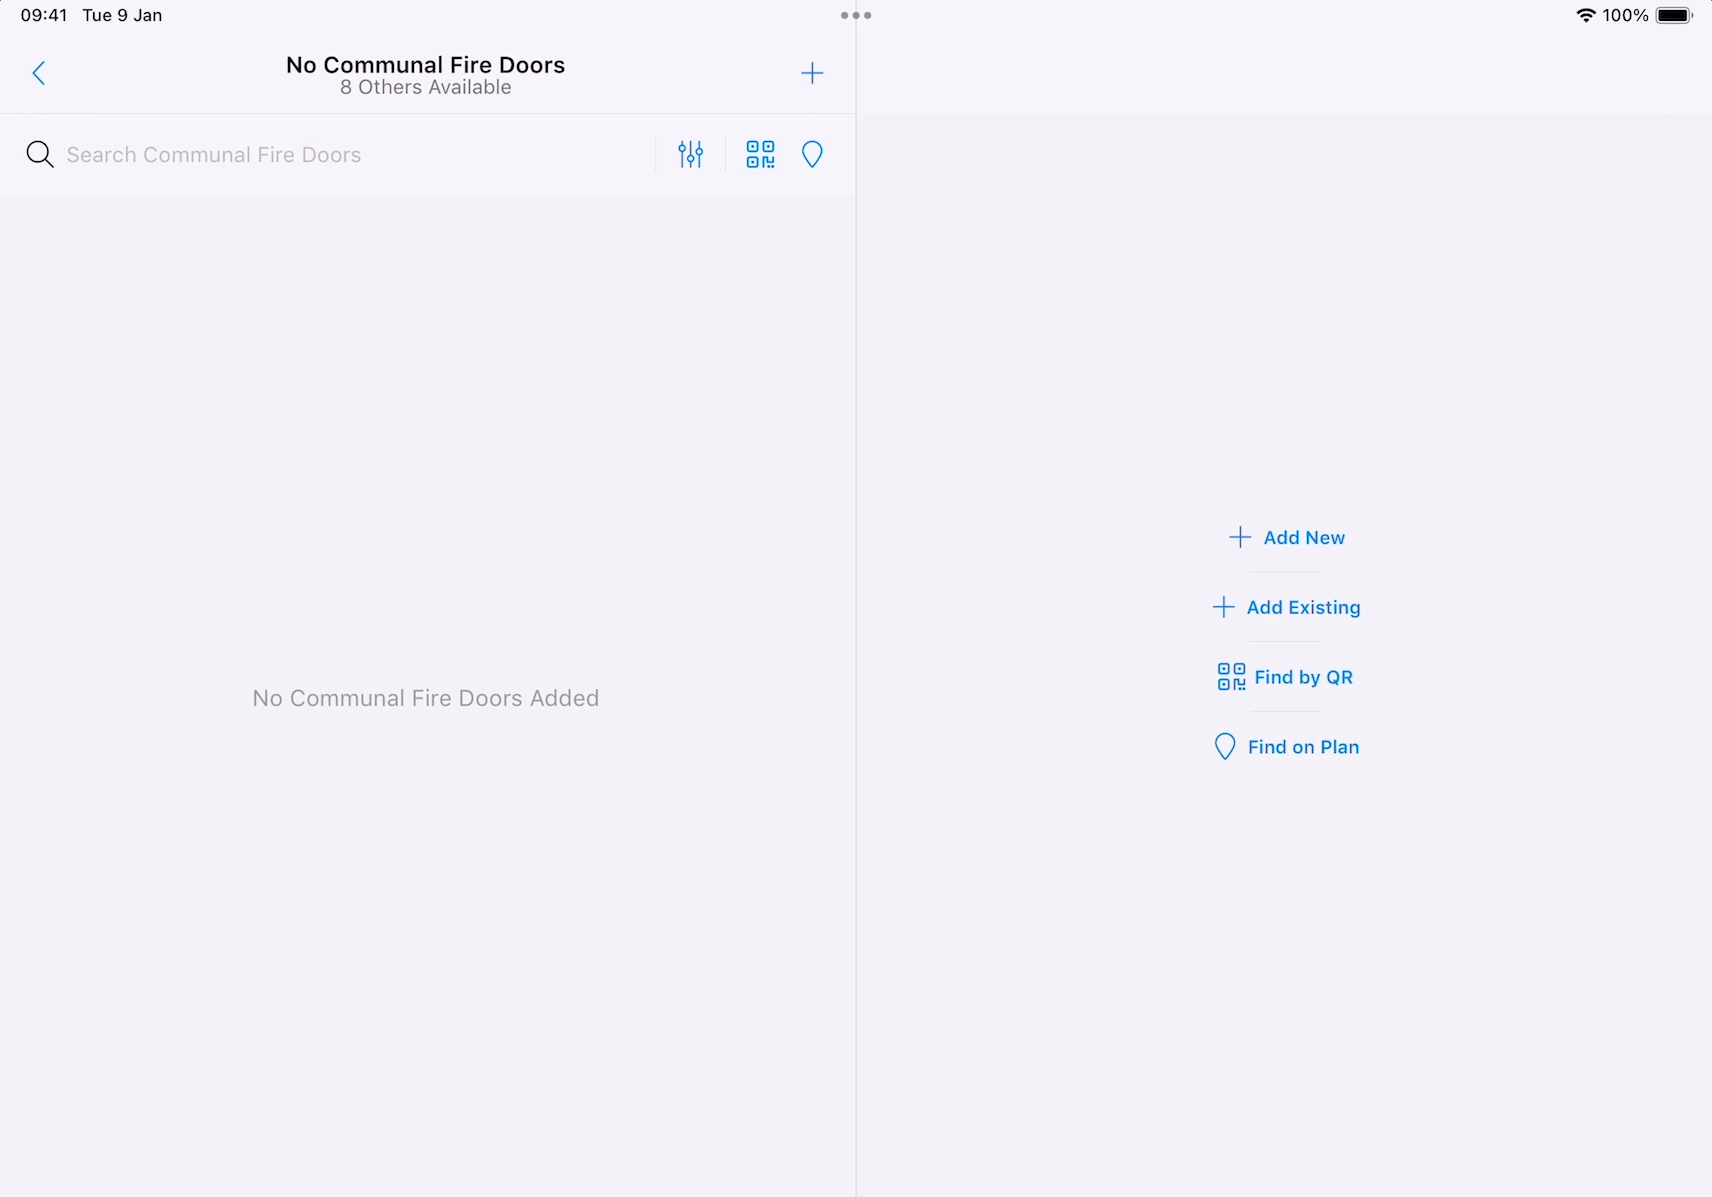 09:41 Tue 9 Jan
100%
No Communal Fire Doors
8 Others Available
Search Communal Fire Doors
No Communal Fire Doors Added
Add New
Add Existing
Find by QR
Find on Plan